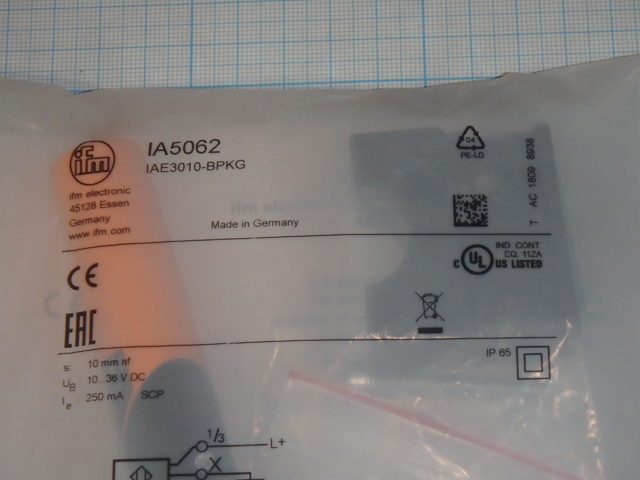 ifm
IA5062
IAE3010-BPKG
ifm electronic
45128 Essen
Germany
www.ifm.com
Made in Germany
04
PE-LD
T AC 1809 8935
CE
EAC
c UL US LISTED
IND. CONT.
EQ. 11ZA
IP 65
s: 10 mm nf
UB: 10...36 V DC
Ie: 250 mA SCP
1/3
L+
X